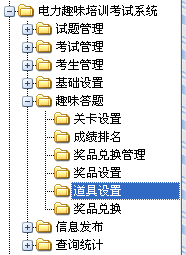 电力趣味培训考试系统
试题管理
考试管理
考生管理
基础设置
趣味答题
关卡设置
成绩排名
奖品兑换管理
奖品设置
道具设置
奖品兑换
信息发布
查询统计